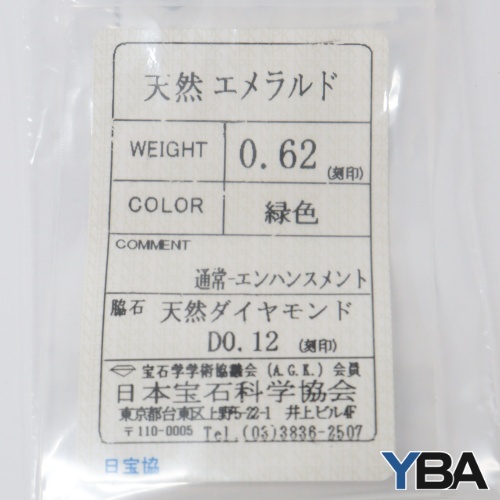 天然 エメラルド
WEIGHT 0.62 (刻印)
COLOR 緑色
COMMENT
通常-エンハンスメント
脇石 天然ダイヤモンド
D0.12 (刻印)
宝石学学術協議会 (A.G.K.) 会員
日本宝石科学協会
東京都台東区上野5-22-1 井上ビル4F
〒110-0005 Tel.(03)3836-2507
日宝協
YBA